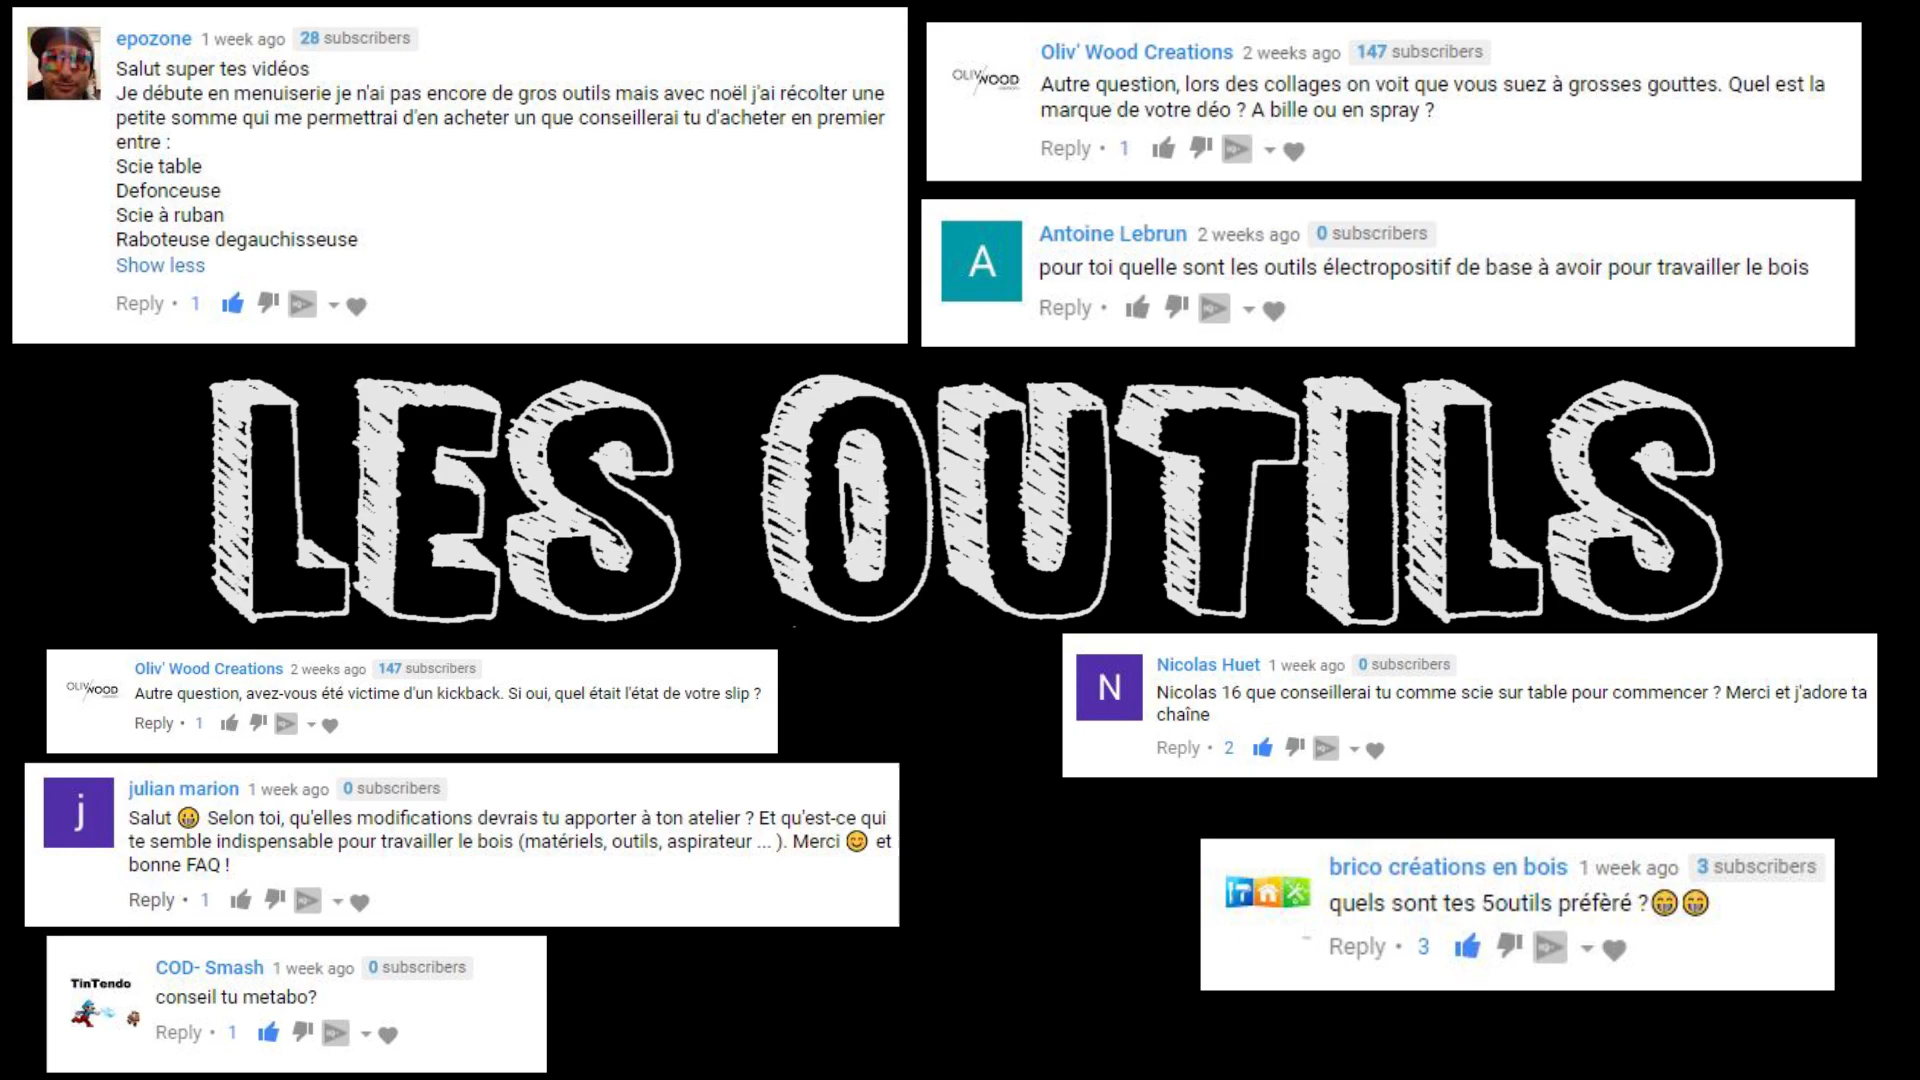 epozone 1 week ago 28 subscribers
Salut super tes vidéos
Je débute en menuiserie je n'ai pas encore de gros outils mais avec noël j'ai récolter une
petite somme qui me permettrai d'en acheter un que conseillerai tu d'acheter en premier
entre :
Scie table
Defonceuse
Scie à ruban
Raboteuse degauchisseuse
Show less
Reply • 1
OLIV'WOOD
Oliv' Wood Creations 2 weeks ago 147 subscribers
Autre question, lors des collages on voit que vous suez à grosses gouttes. Quel est la
marque de votre déo ? A bille ou en spray ?
Reply • 1
A
Antoine Lebrun 2 weeks ago 0 subscribers
pour toi quelle sont les outils électropositif de base à avoir pour travailler le bois
Reply •
LES OUTILS
OLIV'WOOD
Oliv' Wood Creations 2 weeks ago 147 subscribers
Autre question, avez-vous été victime d'un kickback. Si oui, quel était l'état de votre slip ?
Reply • 1
N
Nicolas Huet 1 week ago 0 subscribers
Nicolas 16 que conseillerai tu comme scie sur table pour commencer ? Merci et j'adore ta
chaîne
Reply • 2
j
julian marion 1 week ago 0 subscribers
Salut 😀 Selon toi, qu'elles modifications devrais tu apporter à ton atelier ? Et qu'est-ce qui
te semble indispensable pour travailler le bois (matériels, outils, aspirateur ... ). Merci 😊 et
bonne FAQ !
Reply • 1
brico créations en bois 1 week ago 3 subscribers
quels sont tes 5outils préfèré ?😁😁
Reply • 3
TinTendo
COD- Smash 1 week ago 0 subscribers
conseil tu metabo?
Reply • 1